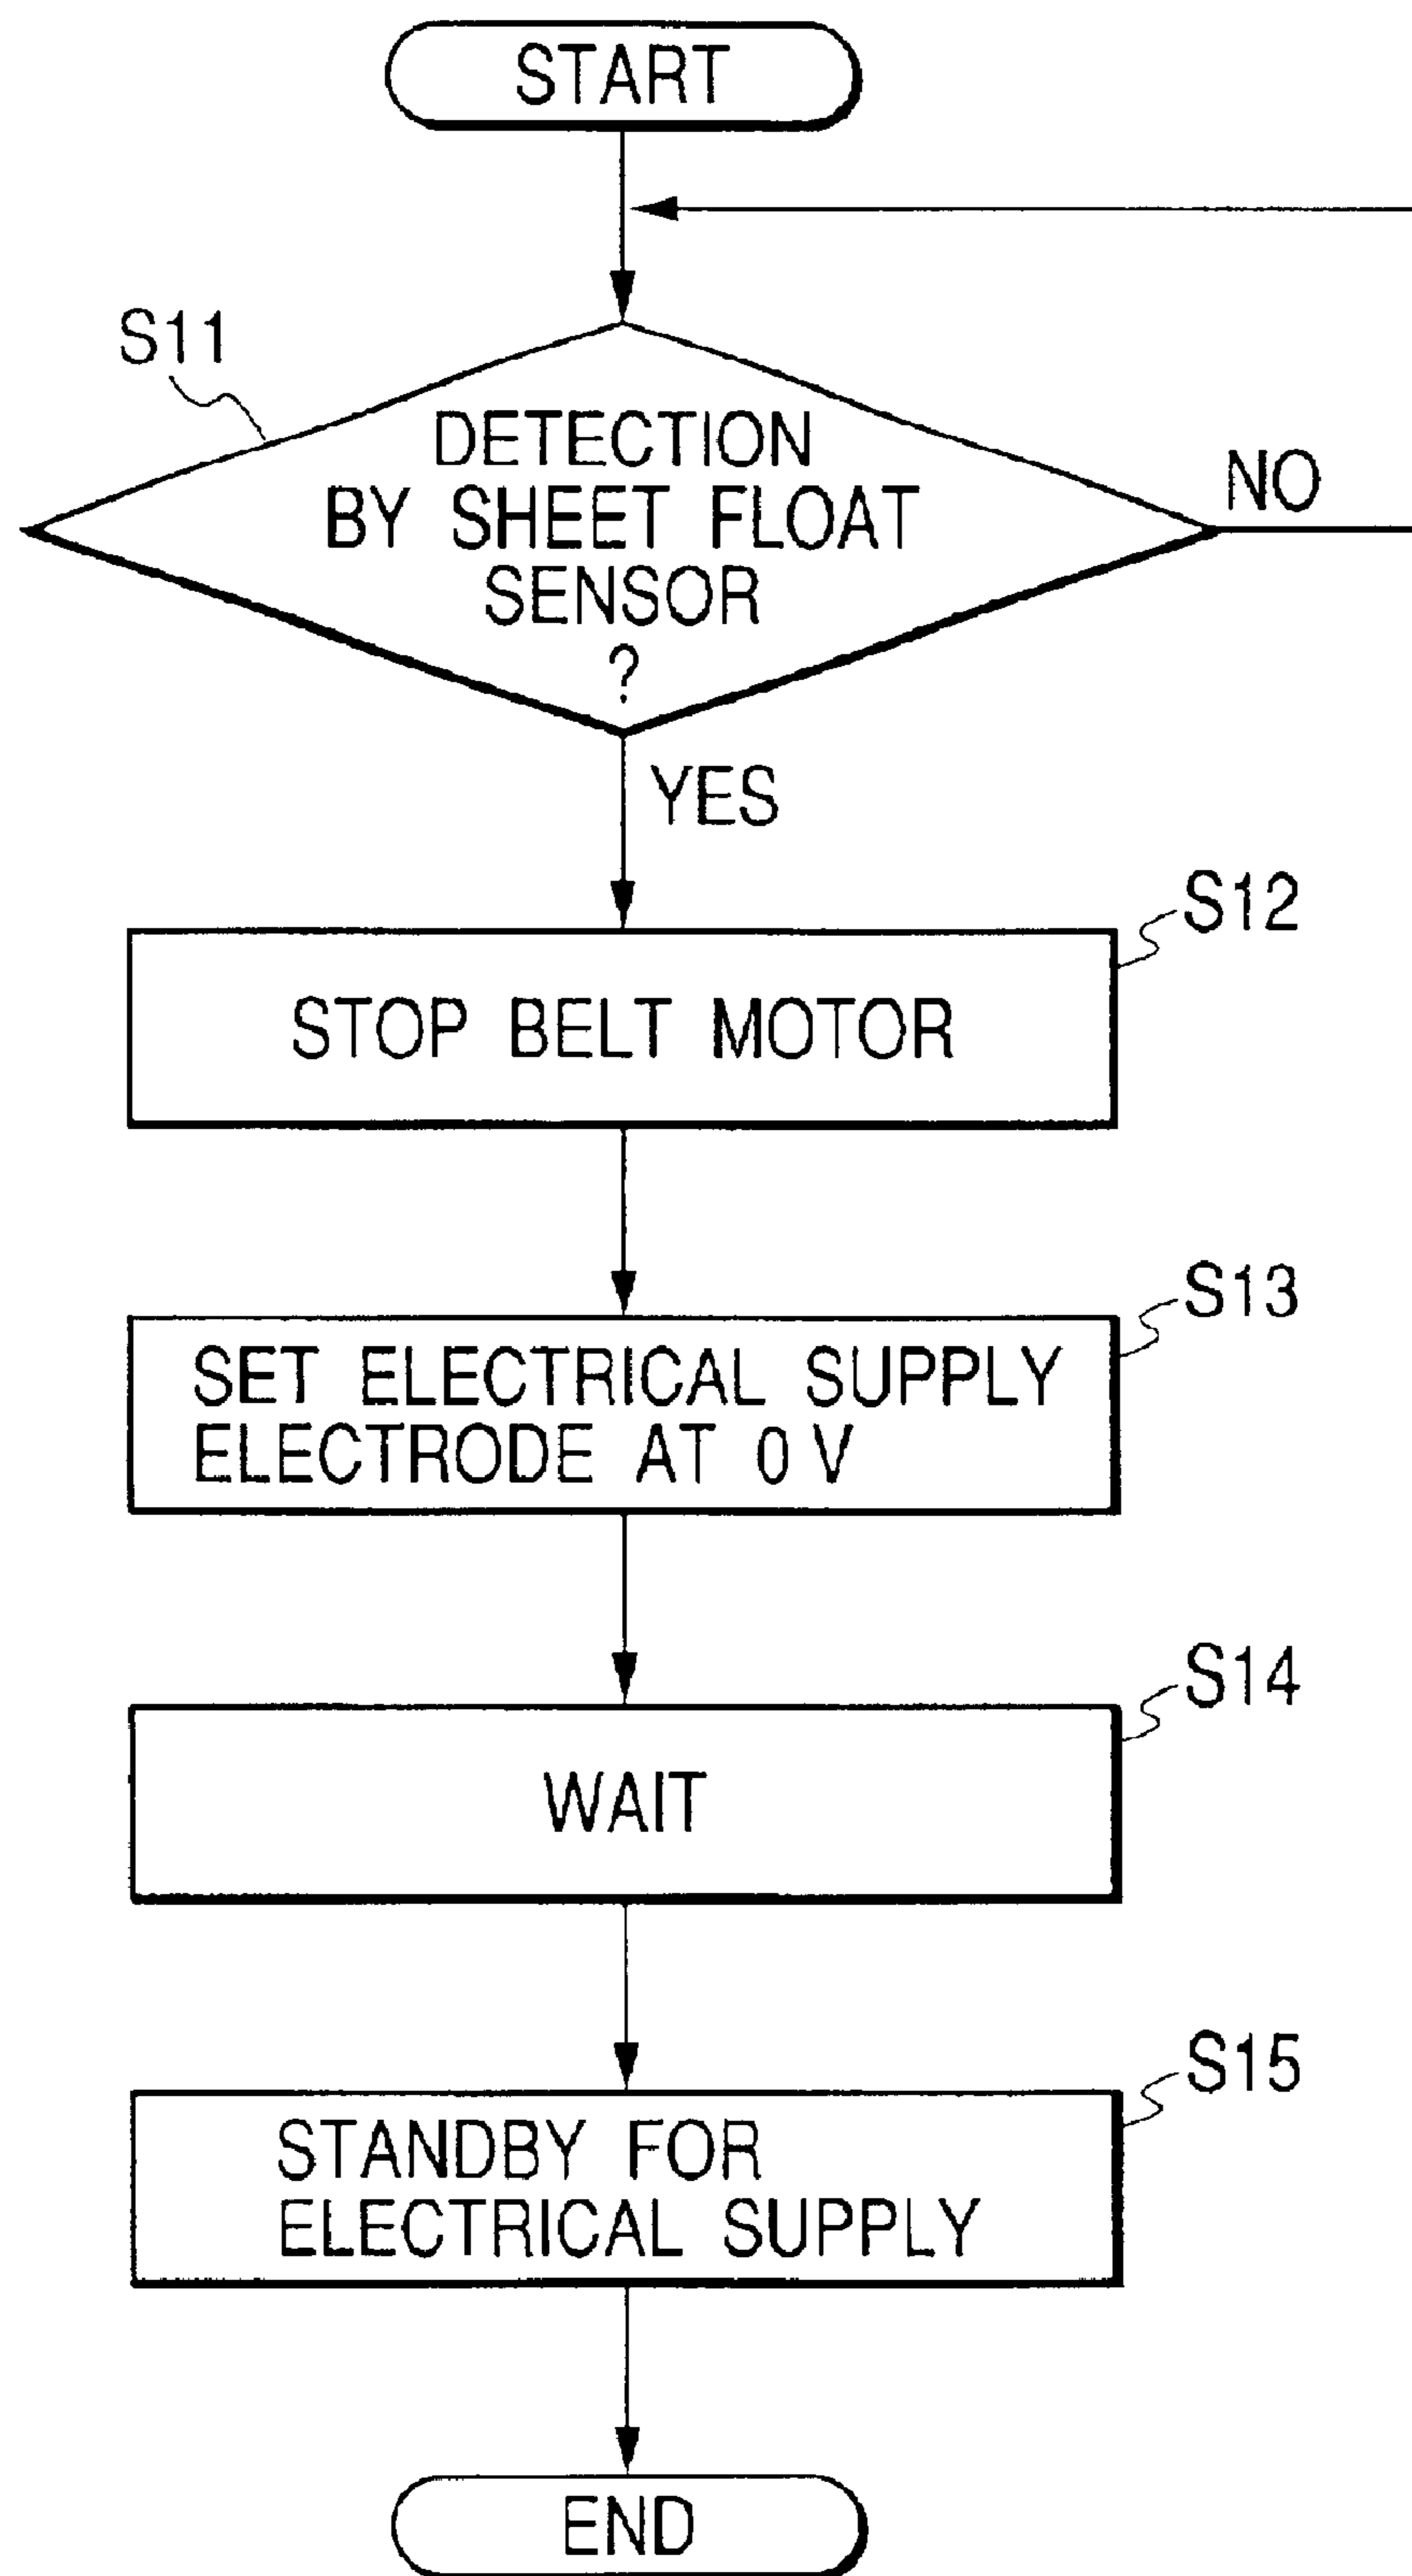 START
S11
DETECTION
BY SHEET FLOAT
SENSOR
?
NO
YES
S12
STOP BELT MOTOR
S13
SET ELECTRICAL SUPPLY
ELECTRODE AT 0 V
S14
WAIT
S15
STANDBY FOR
ELECTRICAL SUPPLY
END